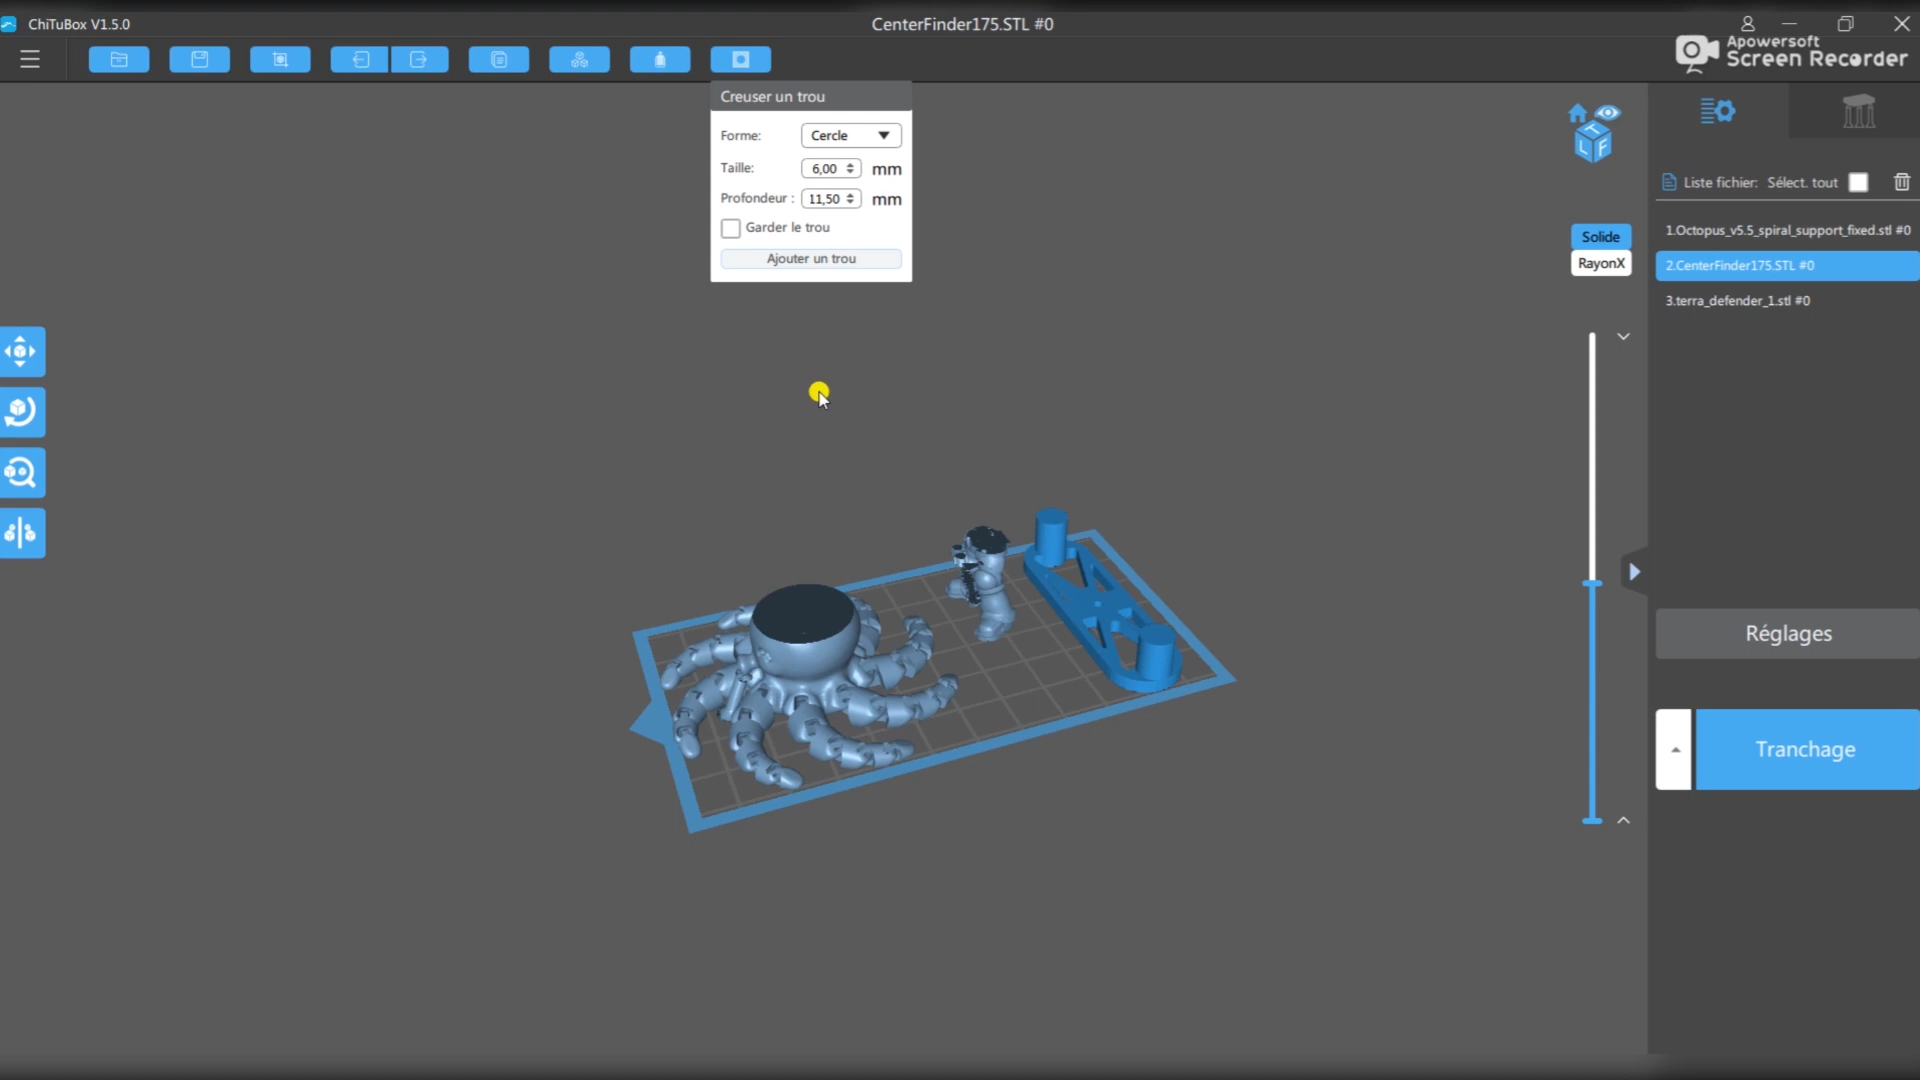 ChiTuBox V1.5.0
CenterFinder175.STL #0
Apowersoft
Screen Recorder
Creuser un trou
Forme: Cercle
Taille: 6,00 mm
Profondeur : 11,50 mm
Garder le trou
Ajouter un trou
T
L F
Liste fichier: Sélect. tout
1.Octopus_v5.5_spiral_support_fixed.stl #0
2.CenterFinder175.STL #0
3.terra_defender_1.stl #0
Solide
RayonX
Réglages
Tranchage